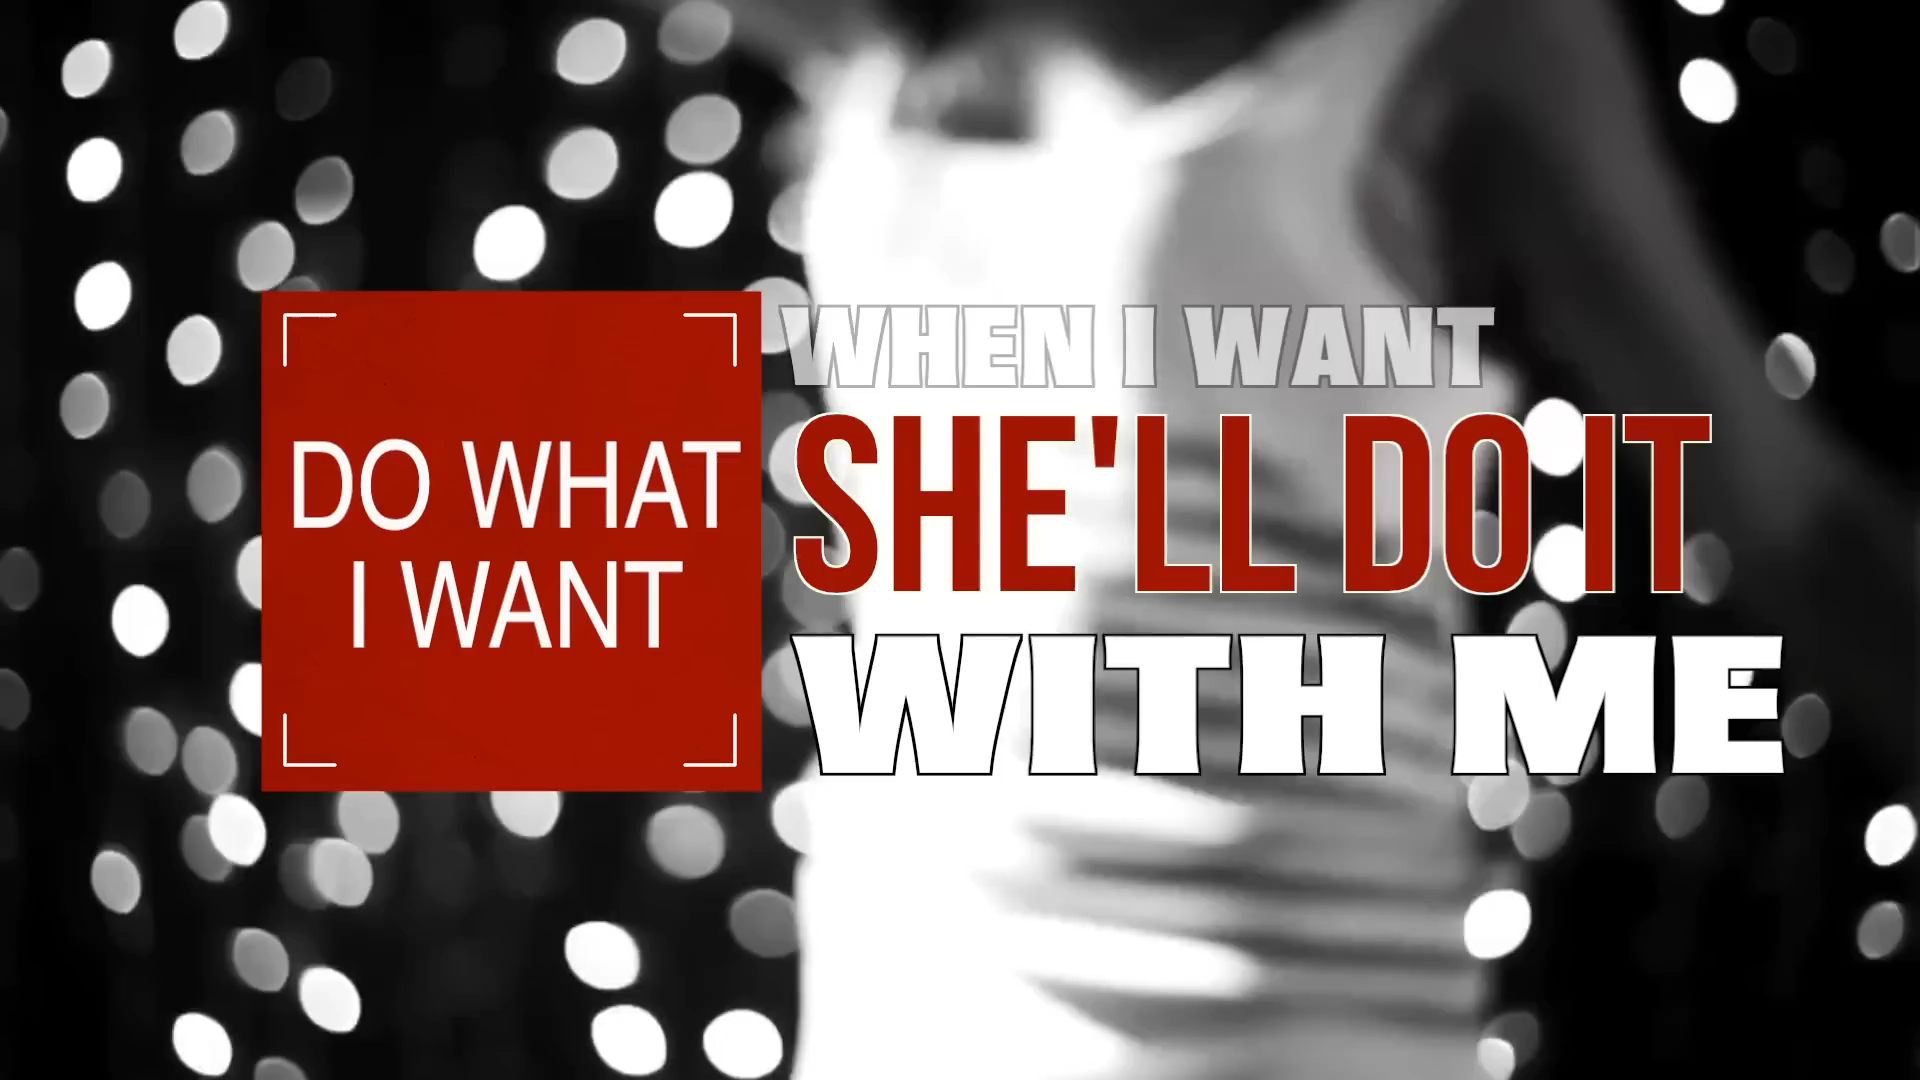 DO WHAT
I WANT
WHEN I WANT
SHE'LL DO IT
WITH ME